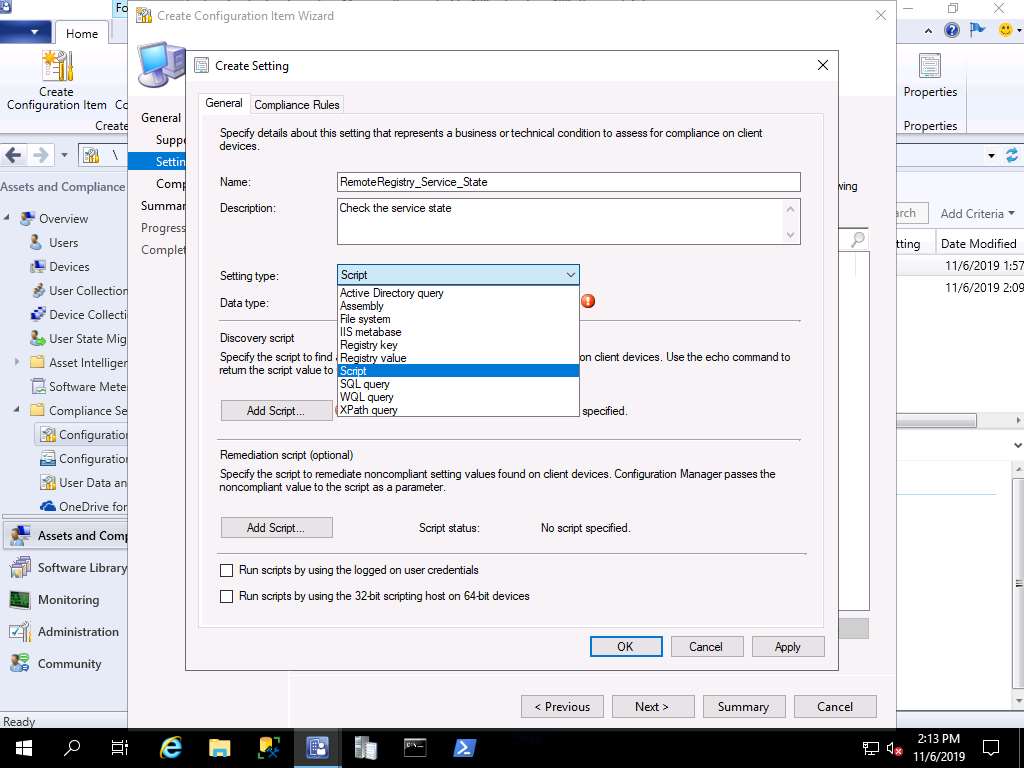 Fo
Create Configuration Item Wizard
Home
Create
Configuration Item
Co
Create
Properties
Properties
\
Assets and Compliance
Overview
Users
Devices
User Collection
Device Collecti
User State Mig
Asset Intelliger
Software Mete
Compliance Se
Configuration
Configuration
User Data an
OneDrive for
Assets and Comp
Software Library
Monitoring
Administration
Community
Ready
General
Suppo
Settin
Comp
Summar
Progress
Complet
Create Setting
General
Compliance Rules
Specify details about this setting that represents a business or technical condition to assess for compliance on client
devices.
Name:
RemoteRegistry_Service_State
Description:
Check the service state
Setting type:
Script
Data type:
Active Directory query
Assembly
File system
IIS metabase
Registry key
Registry value
Script
SQL query
WQL query
XPath query
Discovery script
Specify the script to find a
on client devices. Use the echo command to
return the script value to
Add Script...
specified.
Remediation script (optional)
Specify the script to remediate noncompliant setting values found on client devices. Configuration Manager passes the
noncompliant value to the script as a parameter.
Add Script...
Script status:
No script specified.
Run scripts by using the logged on user credentials
Run scripts by using the 32-bit scripting host on 64-bit devices
OK
Cancel
Apply
< Previous
Next >
Summary
Cancel
wing
arch
Add Criteria
tting
Date Modified
11/6/2019 1:57
11/6/2019 2:09
2:13 PM
11/6/2019